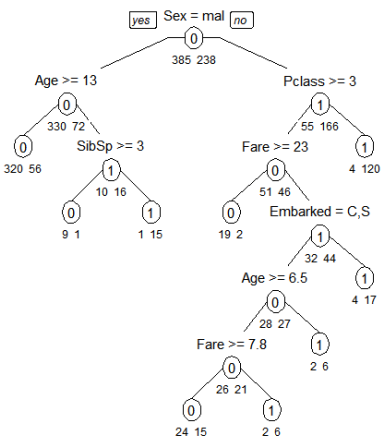 yes Sex = mal no
0
385 238
Age >= 13 Pclass >= 3
0 1
330 72 55 166
SibSp >= 3 Fare >= 23
0 1 0 1
320 56 10 16 51 46 4 120
Embarked = C,S
0 1 0 1
9 1 1 15 19 2 32 44
Age >= 6.5
0 1
28 27 4 17
Fare >= 7.8
0 1
26 21 2 6
0 1
24 15 2 6